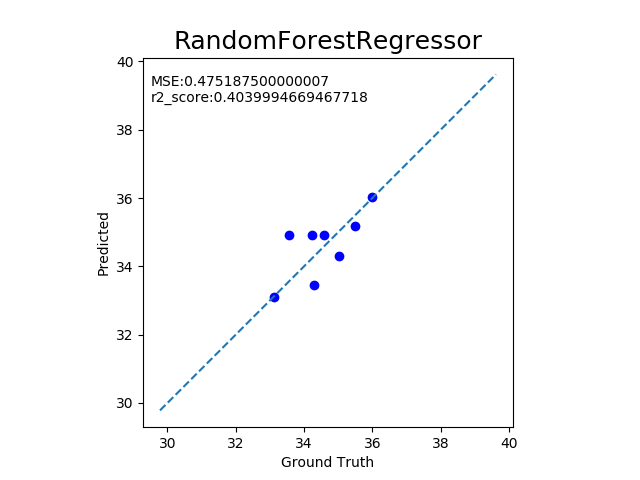 RandomForestRegressor
MSE:0.475187500000007
r2_score:0.4039994669467718
40
38
36
34
32
30
Predicted
30 32 34 36 38 40
Ground Truth